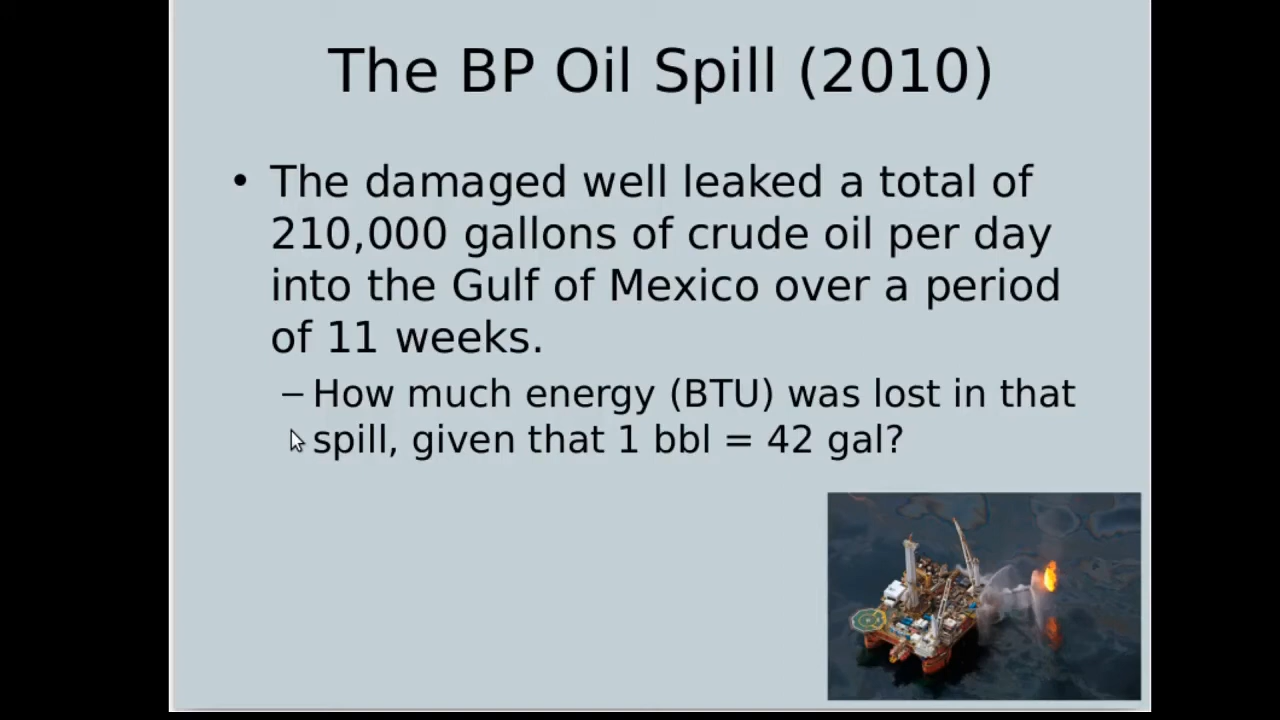 The BP Oil Spill (2010)
• The damaged well leaked a total of
210,000 gallons of crude oil per day
into the Gulf of Mexico over a period
of 11 weeks.
– How much energy (BTU) was lost in that
spill, given that 1 bbl = 42 gal?